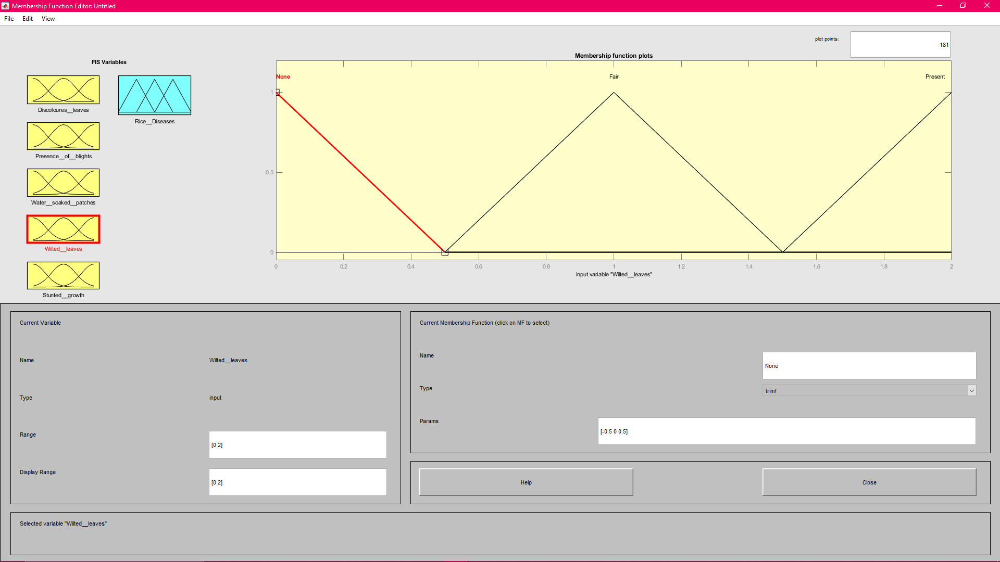 Membership Function Editor: Untitled
File Edit View
plot points:
181
FIS Variables
Discoloures__leaves
Presence__of__blights
Water__soaked__patches
Wilted__leaves
Stunted__growth
Rice__Diseases
Membership function plots
None Fair Present
1
0.5
0
0 0.2 0.4 0.6 0.8 1 1.2 1.4 1.6 1.8 2
input variable "Wilted__leaves"
Current Variable
Name Wilted__leaves
Type input
Range [0 2]
Display Range [0 2]
Current Membership Function (click on MF to select)
Name None
Type trimf
Params [-0.5 0 0.5]
Help Close
Selected variable "Wilted__leaves"